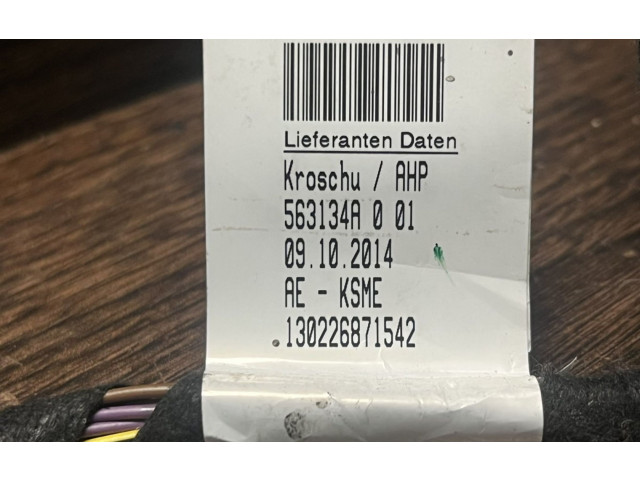 Lieferanten Daten
Kroschu / AHP
563134A 0 01
09.10.2014
AE - KSME
130226871542